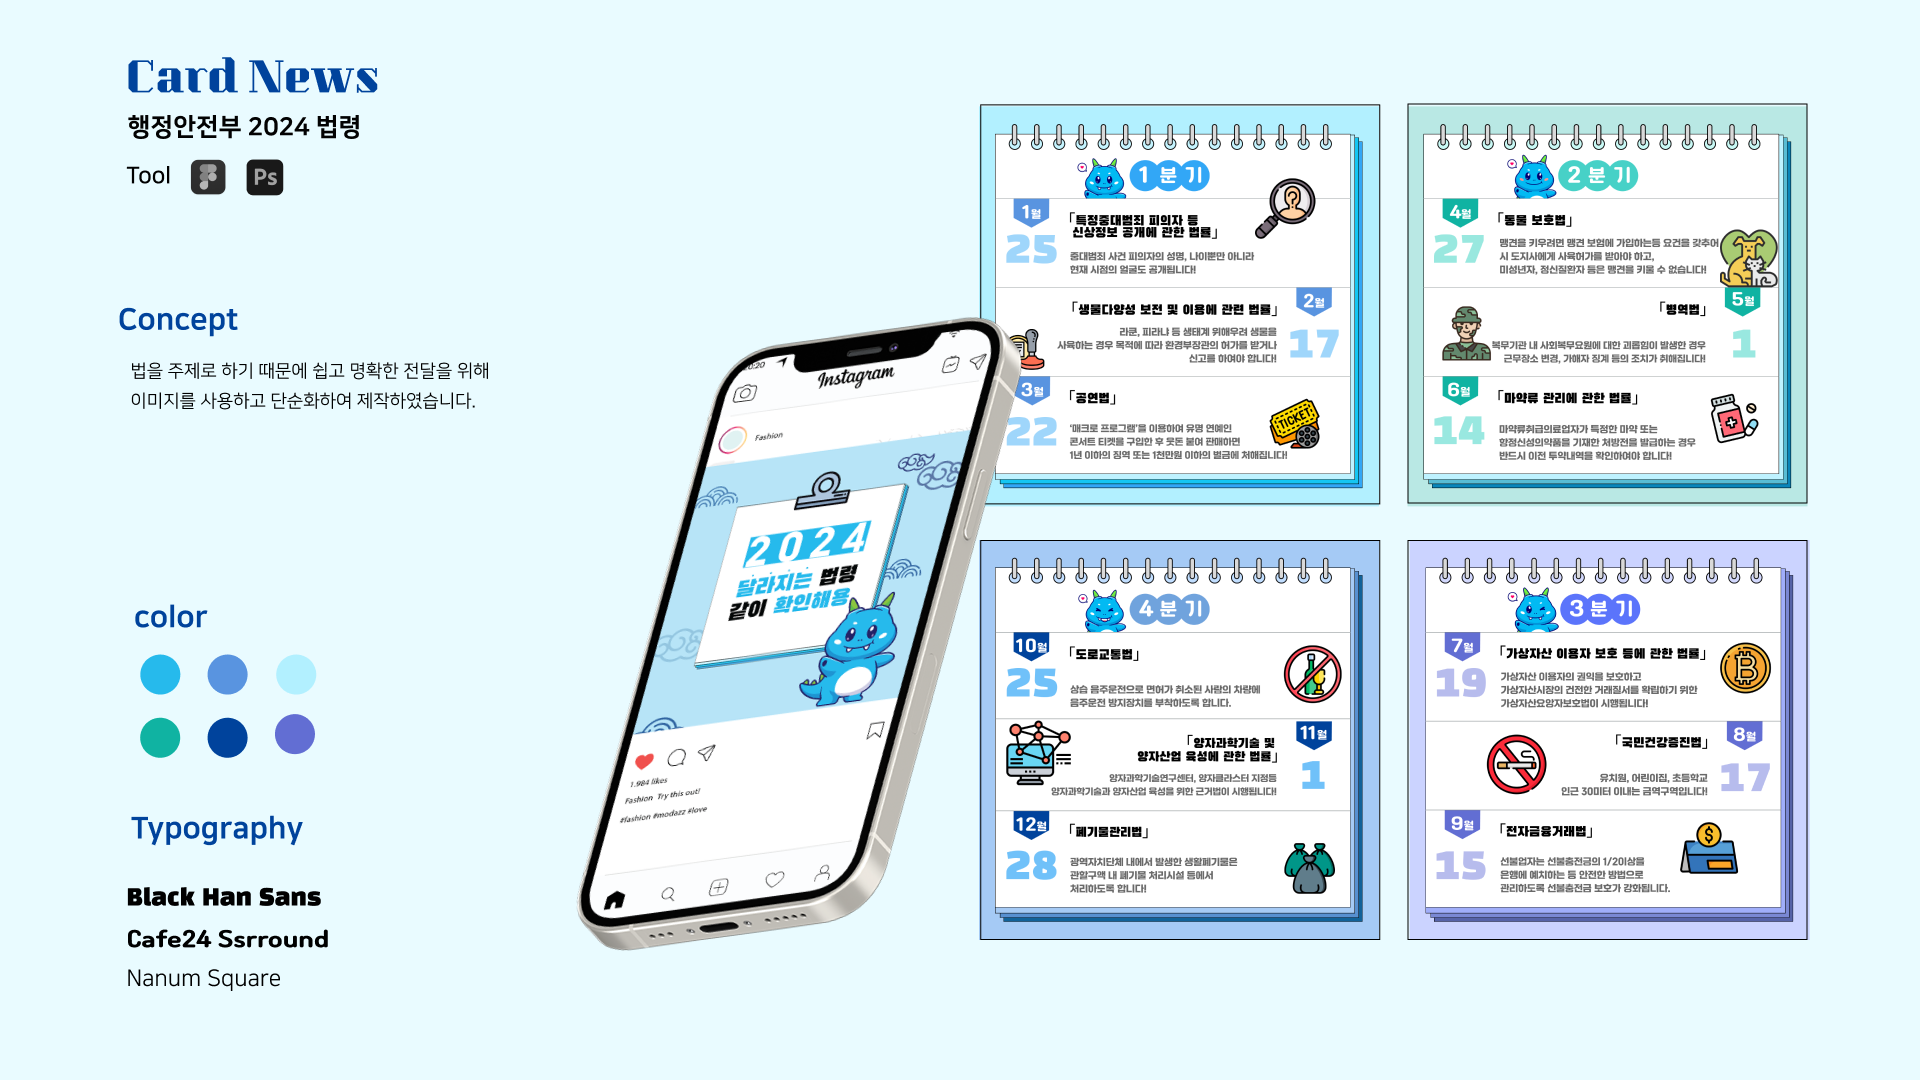 Card News
행정안전부 2024 법령
Tool
Ps
Concept
법을 주제로 하기 때문에 쉽고 명확한 전달을 위해
이미지를 사용하고 단순화하여 제작하였습니다.
color
Typography
Black Han Sans
Cafe24 Ssrround
Nanum Square
Instagram
Fashion
2024
달라지는 법령
같이 확인해용
1,984 likes
Fashion Try this out!
#fashion #modazz #love
1분기
1월
25
「특정중대범죄 피의자 등
신상정보 공개에 관한 법률」
중대범죄 사건 피의자의 성명, 나이뿐만 아니라
현재 시점의 얼굴도 공개됩니다!
2월
17
「생물다양성 보전 및 이용에 관련 법률」
라쿤, 피라냐 등 생태계 위해우려 생물을
사육하는 경우 목적에 따라 환경부장관의 허가를 받거나
신고를 하여야 합니다!
3월
22
「공연법」
'매크로 프로그램'을 이용하여 유명 연예인
콘서트 티켓을 구입한 후 웃돈 붙여 판매하면
1년 이하의 징역 또는 1천만원 이하의 벌금에 처해집니다!
TICKET
2분기
4월
27
「동물 보호법」
맹견을 키우려면 맹견 보험에 가입하는등 요건을 갖추어
시 도지사에게 사육허가를 받아야 하고,
미성년자, 정신질환자 등은 맹견을 키울 수 없습니다!
5월
1
「병역법」
복무기관 내 사회복무요원에 대한 괴롭힘이 발생한 경우
근무장소 변경, 가해자 징계 등의 조치가 취해집니다!
6월
14
「마약류 관리에 관한 법률」
마약류취급의료업자가 특정한 마약 또는
향정신성의약품을 기재한 처방전을 발급하는 경우
반드시 이전 투약내역을 확인하여야 합니다!
4분기
10월
25
「도로교통법」
상습 음주운전으로 면허가 취소된 사람의 차량에
음주운전 방지장치를 부착하도록 합니다.
11월
1
「양자과학기술 및
양자산업 육성에 관한 법률」
양자과학기술연구센터, 양자클러스터 지정등
양자과학기술과 양자산업 육성을 위한 근거법이 시행됩니다!
12월
28
「폐기물관리법」
광역자치단체 내에서 발생한 생활폐기물은
관할구역 내 폐기물 처리시설 등에서
처리하도록 합니다!
3분기
7월
19
「가상자산 이용자 보호 등에 관한 법률」
가상자산 이용자의 권익을 보호하고
가상자산시장의 건전한 거래질서를 확립하기 위한
가상자산요양자보호법이 시행됩니다!
8월
17
「국민건강증진법」
유치원, 어린이집, 초등학교
인근 30미터 이내는 금역구역입니다!
9월
15
「전자금융거래법」
선불업자는 선불충전금의 1/2이상을
은행에 예치하는 등 안전한 방법으로
관리하도록 선불충전금 보호가 강화됩니다.